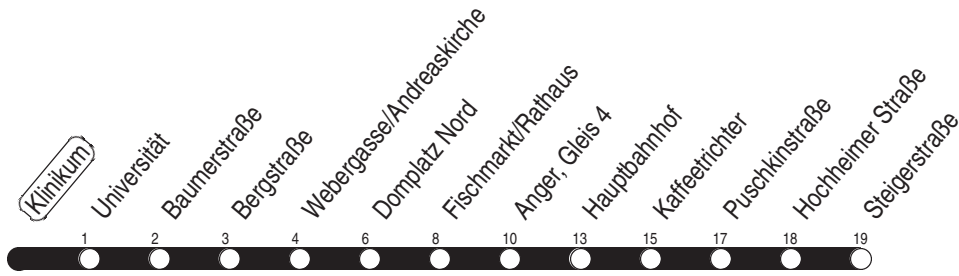 Klinikum
Universität
Baumerstraße
Bergstraße
Webergasse/Andreaskirche
Domplatz Nord
Fischmarkt/Rathaus
Anger, Gleis 4
Hauptbahnhof
Kaffeetrichter
Puschkinstraße
Hochheimer Straße
Steigerstraße
1 2 3 4 6 8 10 13 15 17 18 19